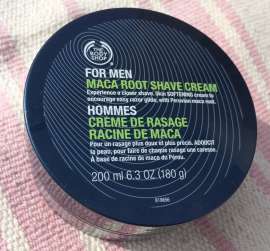 THE
BODY
SHOP
FOR MEN
MACA ROOT SHAVE CREAM
Experience a closer shave. Skin SOFTENING cream to
encourage easy razor glide, with Peruvian maca root.
HOMMES
CRÈME DE RASAGE
RACINE DE MACA
Pour un rasage plus doux et plus précis. ADOUCIT
la peau, pour faire de chaque rasage une caresse.
À base de racine de maca du Pérou.
200 ml 6.3 OZ (180 g)